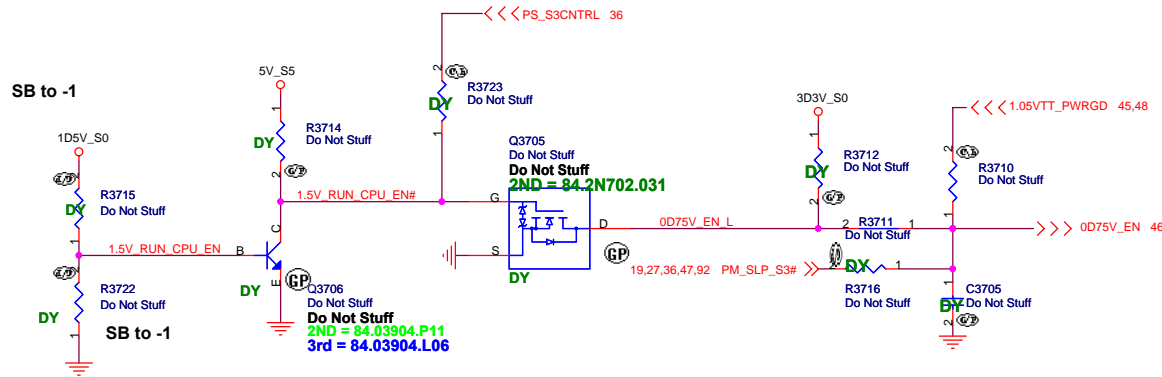 PS_S3CNTRL 36
SB to -1
5V_S5
2
R3723
Do Not Stuff
DY
1
3D3V_S0
1.05VTT_PWRGD 45,48
1
R3714
Do Not Stuff
DY
2
G/P
1D5V_S0
Q3705
Do Not Stuff
Do Not Stuff
2ND = 84.2N702.031
1
R3712
Do Not Stuff
DY
2
G/P
2
R3710
Do Not Stuff
1
2
R3715
Do Not Stuff
DY
1
1.5V_RUN_CPU_EN#
G
D
0D75V_EN_L
2
R3711
1
0D75V_EN 46
1.5V_RUN_CPU_EN
B
C
E
S
GP
GP
DY
DY
19,27,36,47,92 PM_SLP_S3#
2
DY
1
R3716
Do Not Stuff
1
C3705
Do Not Stuff
DY
2
G/P
2
R3722
Do Not Stuff
DY
1
SB to -1
Q3706
Do Not Stuff
Do Not Stuff
2ND = 84.03904.P11
3rd = 84.03904.L06